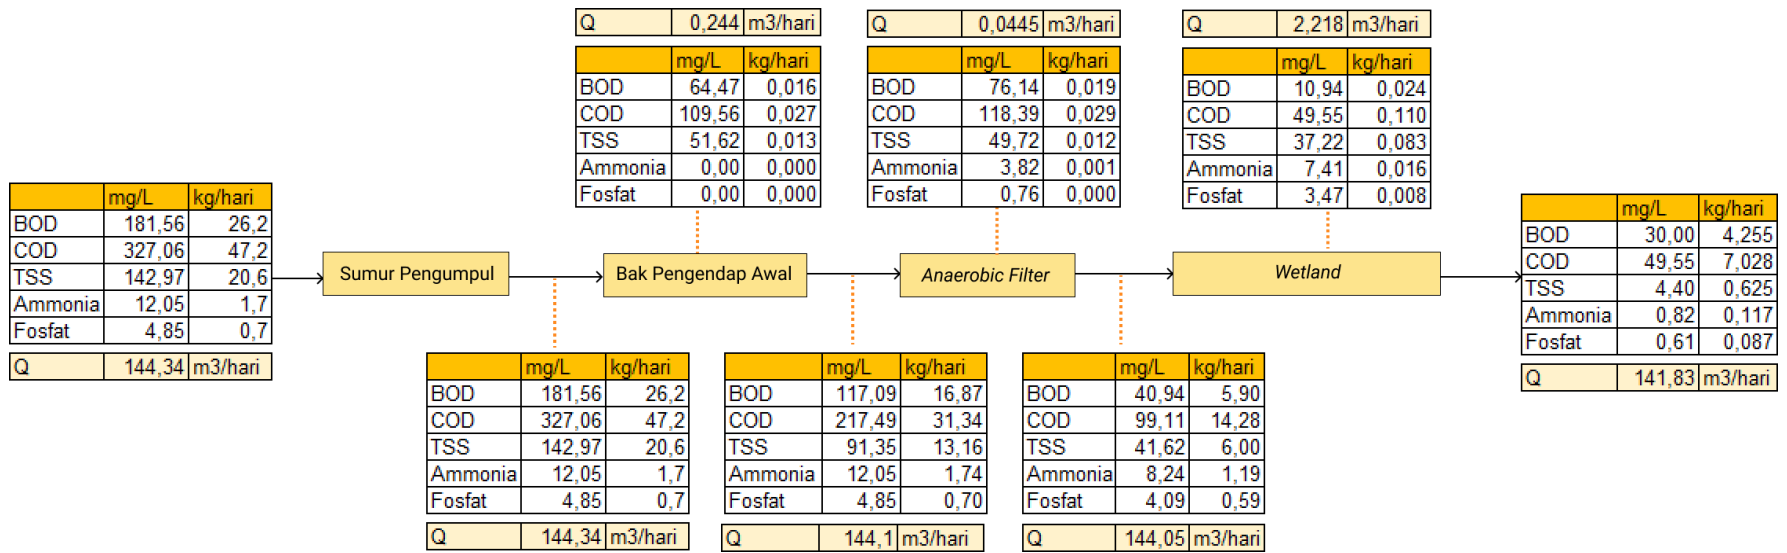 Q 0,244 m3/hari
mg/L kg/hari
BOD 64,47 0,016
COD 109,56 0,027
TSS 51,62 0,013
Ammonia 0,00 0,000
Fosfat 0,00 0,000
Q 0,0445 m3/hari
mg/L kg/hari
BOD 76,14 0,019
COD 118,39 0,029
TSS 49,72 0,012
Ammonia 3,82 0,001
Fosfat 0,76 0,000
Q 2,218 m3/hari
mg/L kg/hari
BOD 10,94 0,024
COD 49,55 0,110
TSS 37,22 0,083
Ammonia 7,41 0,016
Fosfat 3,47 0,008
mg/L kg/hari
BOD 181,56 26,2
COD 327,06 47,2
TSS 142,97 20,6
Ammonia 12,05 1,7
Fosfat 4,85 0,7
Q 144,34 m3/hari
Sumur Pengumpul
Bak Pengendap Awal
Anaerobic Filter
Wetland
mg/L kg/hari
BOD 30,00 4,255
COD 49,55 7,028
TSS 4,40 0,625
Ammonia 0,82 0,117
Fosfat 0,61 0,087
Q 141,83 m3/hari
mg/L kg/hari
BOD 181,56 26,2
COD 327,06 47,2
TSS 142,97 20,6
Ammonia 12,05 1,7
Fosfat 4,85 0,7
Q 144,34 m3/hari
mg/L kg/hari
BOD 117,09 16,87
COD 217,49 31,34
TSS 91,35 13,16
Ammonia 12,05 1,74
Fosfat 4,85 0,70
Q 144,1 m3/hari
mg/L kg/hari
BOD 40,94 5,90
COD 99,11 14,28
TSS 41,62 6,00
Ammonia 8,24 1,19
Fosfat 4,09 0,59
Q 144,05 m3/hari